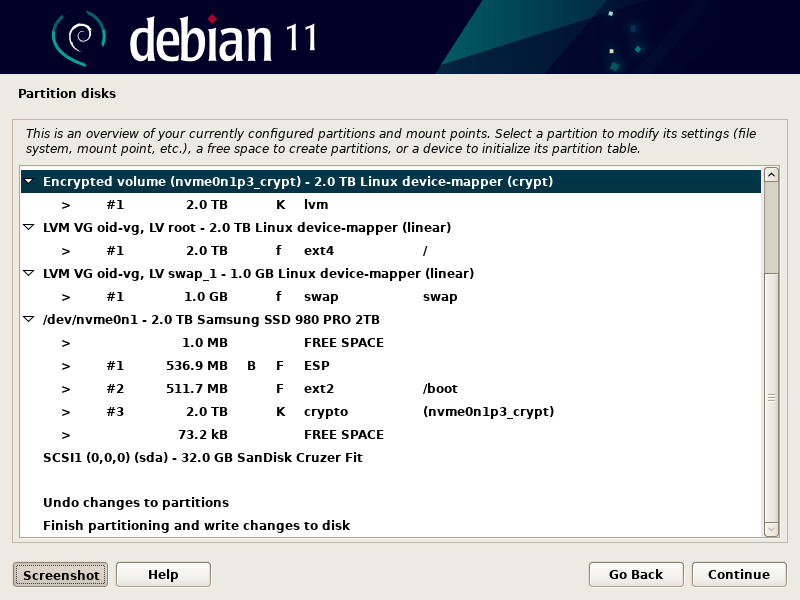 debian 11
Partition disks
This is an overview of your currently configured partitions and mount points. Select a partition to modify its settings (file
system, mount point, etc.), a free space to create partitions, or a device to initialize its partition table.
Encrypted volume (nvme0n1p3_crypt) - 2.0 TB Linux device-mapper (crypt)
> #1 2.0 TB K lvm
LVM VG oid-vg, LV root - 2.0 TB Linux device-mapper (linear)
> #1 2.0 TB f ext4 /
LVM VG oid-vg, LV swap_1 - 1.0 GB Linux device-mapper (linear)
> #1 1.0 GB f swap swap
/dev/nvme0n1 - 2.0 TB Samsung SSD 980 PRO 2TB
> 1.0 MB FREE SPACE
> #1 536.9 MB B F ESP
> #2 511.7 MB F ext2 /boot
> #3 2.0 TB K crypto (nvme0n1p3_crypt)
> 73.2 kB FREE SPACE
SCSI1 (0,0,0) (sda) - 32.0 GB SanDisk Cruzer Fit
Undo changes to partitions
Finish partitioning and write changes to disk
Screenshot Help Go Back Continue